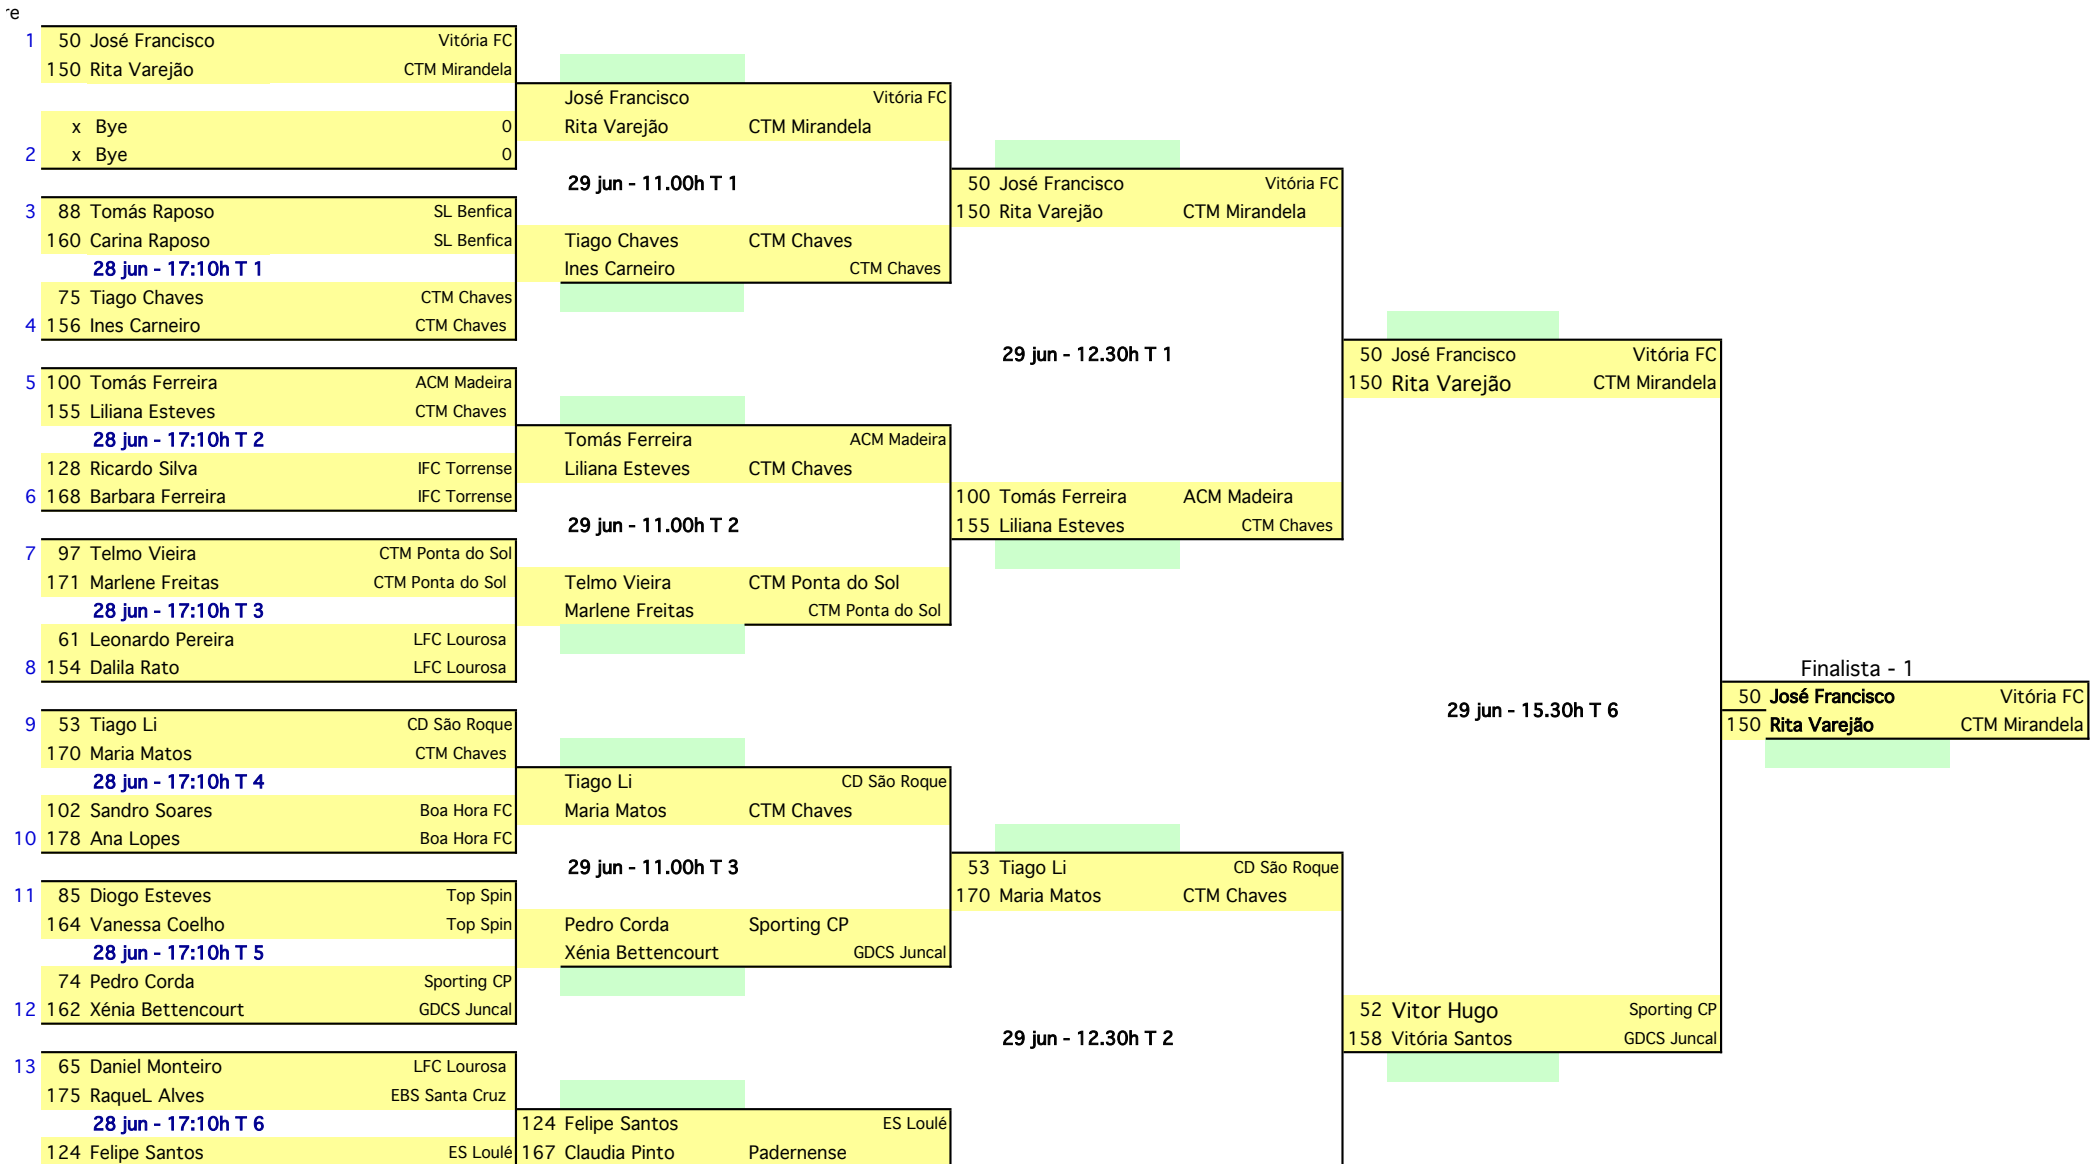 re
1 50 José Francisco Vitória FC
150 Rita Varejão CTM Mirandela
José Francisco Vitória FC
x Bye 0 Rita Varejão CTM Mirandela
2 x Bye 0
29 jun - 11.00h T 1 50 José Francisco Vitória FC
3 88 Tomás Raposo SL Benfica 150 Rita Varejão CTM Mirandela
160 Carina Raposo SL Benfica Tiago Chaves CTM Chaves
28 jun - 17:10h T 1 Ines Carneiro CTM Chaves
75 Tiago Chaves CTM Chaves
4 156 Ines Carneiro CTM Chaves
29 jun - 12.30h T 1 50 José Francisco Vitória FC
5 100 Tomás Ferreira ACM Madeira 150 Rita Varejão CTM Mirandela
155 Liliana Esteves CTM Chaves
28 jun - 17:10h T 2 Tomás Ferreira ACM Madeira
128 Ricardo Silva IFC Torrense Liliana Esteves CTM Chaves
6 168 Barbara Ferreira IFC Torrense 100 Tomás Ferreira ACM Madeira
29 jun - 11.00h T 2 155 Liliana Esteves CTM Chaves
7 97 Telmo Vieira CTM Ponta do Sol
171 Marlene Freitas CTM Ponta do Sol Telmo Vieira CTM Ponta do Sol
28 jun - 17:10h T 3 Marlene Freitas CTM Ponta do Sol
61 Leonardo Pereira LFC Lourosa
8 154 Dalila Rato LFC Lourosa Finalista - 1
50 José Francisco Vitória FC
29 jun - 15.30h T 6
9 53 Tiago Li CD São Roque 150 Rita Varejão CTM Mirandela
170 Maria Matos CTM Chaves
28 jun - 17:10h T 4 Tiago Li CD São Roque
102 Sandro Soares Boa Hora FC Maria Matos CTM Chaves
10 178 Ana Lopes Boa Hora FC
29 jun - 11.00h T 3 53 Tiago Li CD São Roque
11 85 Diogo Esteves Top Spin 170 Maria Matos CTM Chaves
164 Vanessa Coelho Top Spin Pedro Corda Sporting CP
28 jun - 17:10h T 5 Xénia Bettencourt GDCS Juncal
74 Pedro Corda Sporting CP
12 162 Xénia Bettencourt GDCS Juncal 52 Vitor Hugo Sporting CP
29 jun - 12.30h T 2 158 Vitória Santos GDCS Juncal
13 65 Daniel Monteiro LFC Lourosa
175 RaqueL Alves EBS Santa Cruz
28 jun - 17:10h T 6 124 Felipe Santos ES Loulé
124 Felipe Santos ES Loulé 167 Claudia Pinto Padernense